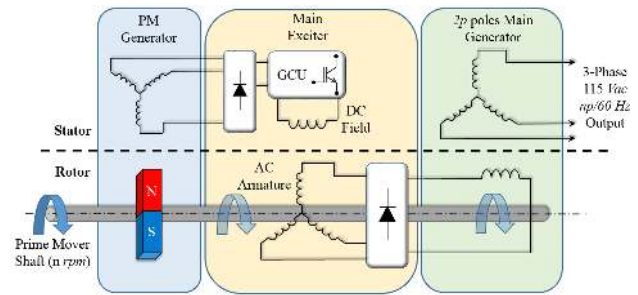 PM
Generator
Main
Exciter
2p poles Main
Generator
GCU
DC
Field
3-Phase
115 Vac
np/60 Hz
Output
Stator
Rotor
AC
Armature
N
S
Prime Mover
Shaft (n rpm)